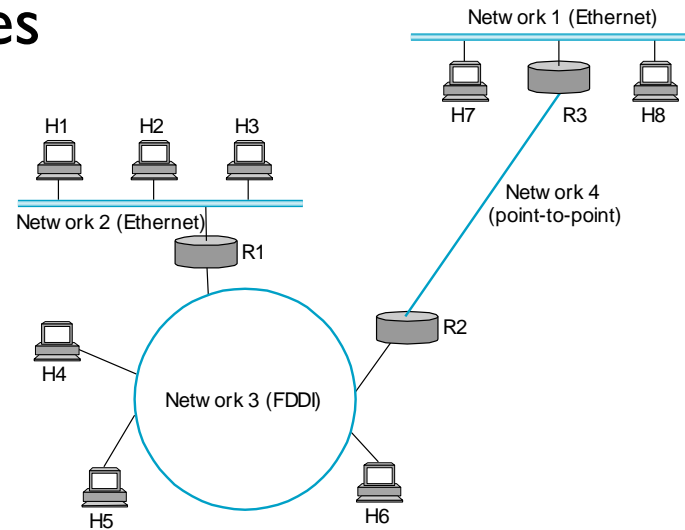 es
Netw ork 1 (Ethernet)
H7
R3
H8
H1
H2
H3
Netw ork 2 (Ethernet)
R1
Netw ork 4
(point-to-point)
R2
H4
Netw ork 3 (FDDI)
H5
H6